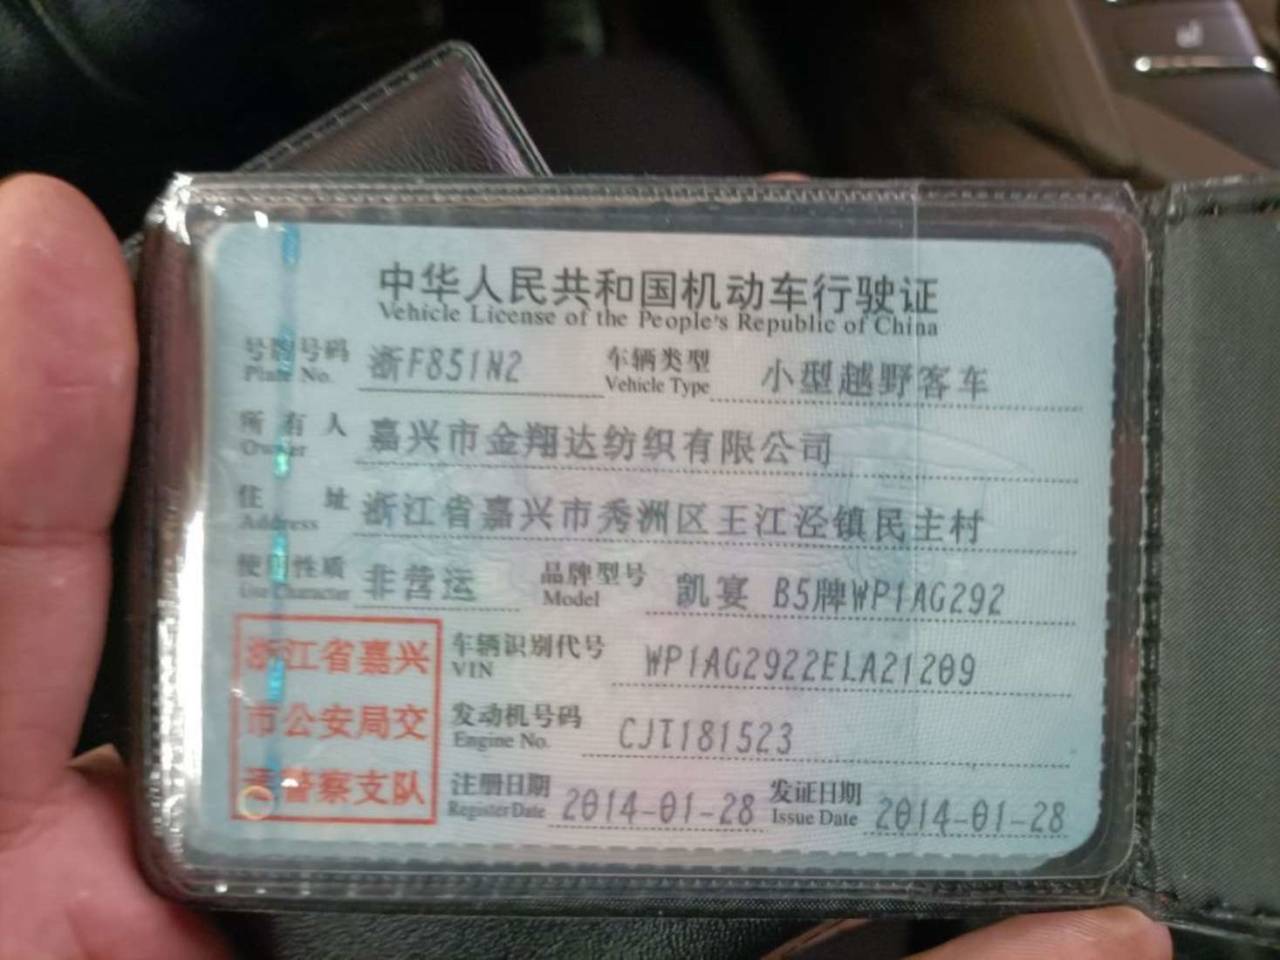 中华人民共和国机动车行驶证
Vehicle License of the People's Republic of China
号牌号码 浙F851N2 车辆类型 小型越野客车
Plate No. Vehicle Type
所有人 嘉兴市金翔达纺织有限公司
Owner
住址 浙江省嘉兴市秀洲区王江泾镇民主村
Address
使用性质 非营运 品牌型号 凯宴 B5牌WP1AG292
Use Character Model
车辆识别代号 WP1AG2922ELA21209
VIN
发动机号码 CJT181523
Engine No.
注册日期 2014-01-28 发证日期 2014-01-28
Register Date Issue Date
浙江省嘉兴
市公安局交
通警察支队